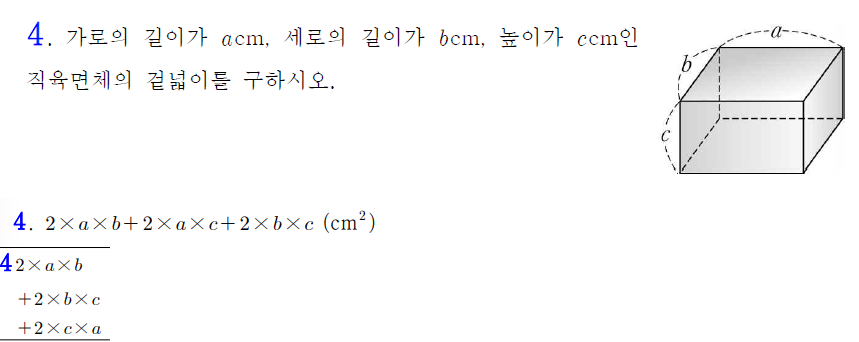 4. 가로의 길이가 acm, 세로의 길이가 bcm, 높이가 ccm인
직육면체의 겉넓이를 구하시오.
a
b
c
4. 2×a×b+2×a×c+2×b×c (cm²)
4 2×a×b
+2×b×c
+2×c×a